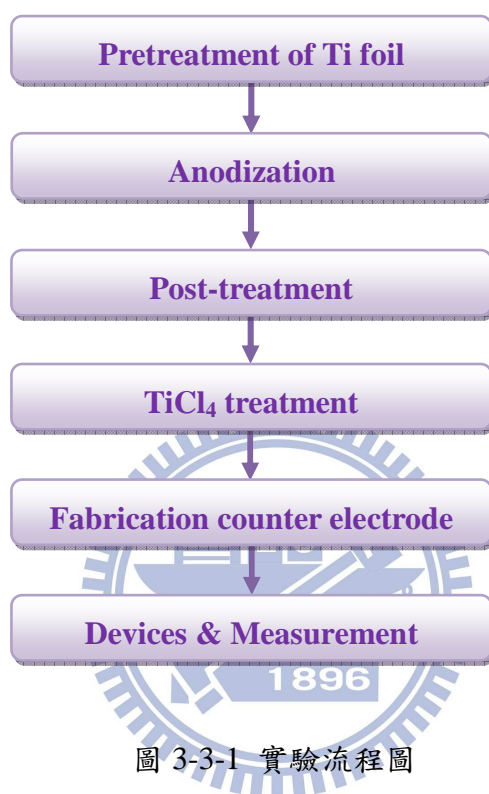 Pretreatment of Ti foil
Anodization
Post-treatment
TiCl₄ treatment
Fabrication counter electrode
Devices & Measurement
1896
圖 3-3-1 實驗流程圖